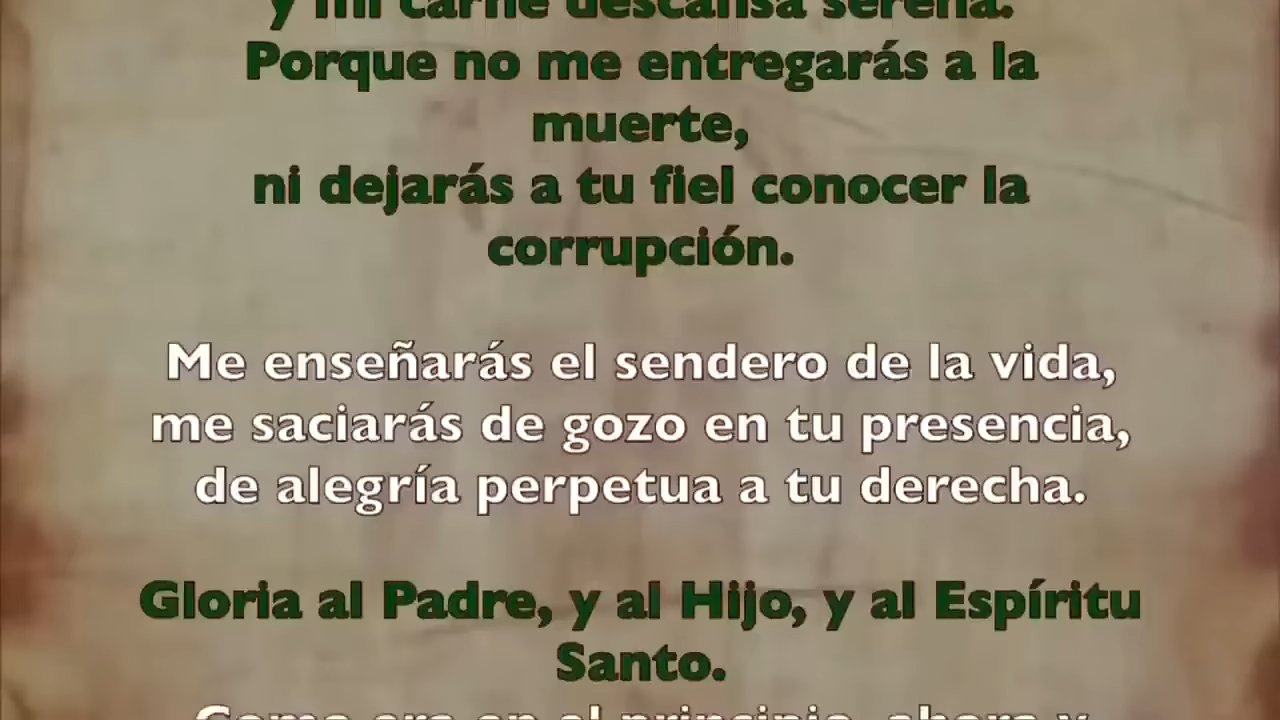 y mi carne descansa serena.
Porque no me entregarás a la
muerte,
ni dejarás a tu fiel conocer la
corrupción.
Me enseñarás el sendero de la vida,
me saciarás de gozo en tu presencia,
de alegría perpetua a tu derecha.
Gloria al Padre, y al Hijo, y al Espíritu
Santo.
Como era en el principio, ahora y